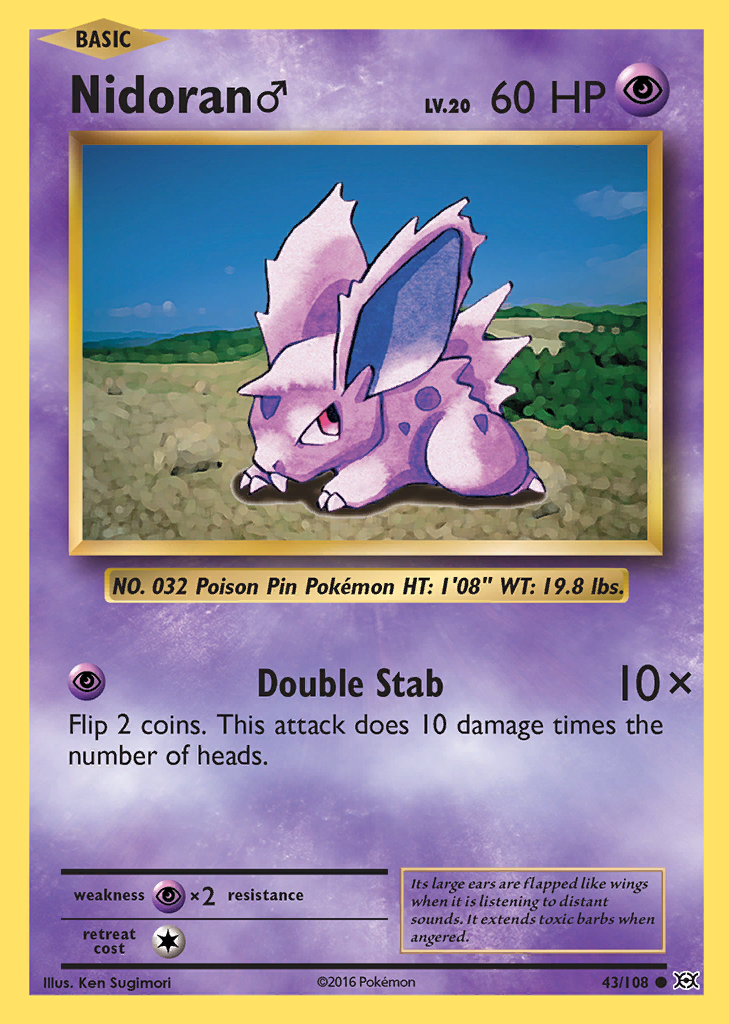 BASIC
Nidoran♂ LV.20 60 HP
NO. 032 Poison Pin Pokémon HT: 1'08" WT: 19.8 lbs.
Double Stab 10×
Flip 2 coins. This attack does 10 damage times the
number of heads.
weakness ×2 resistance
retreat
cost
Its large ears are flapped like wings
when it is listening to distant
sounds. It extends toxic barbs when
angered.
Illus. Ken Sugimori ©2016 Pokémon 43/108